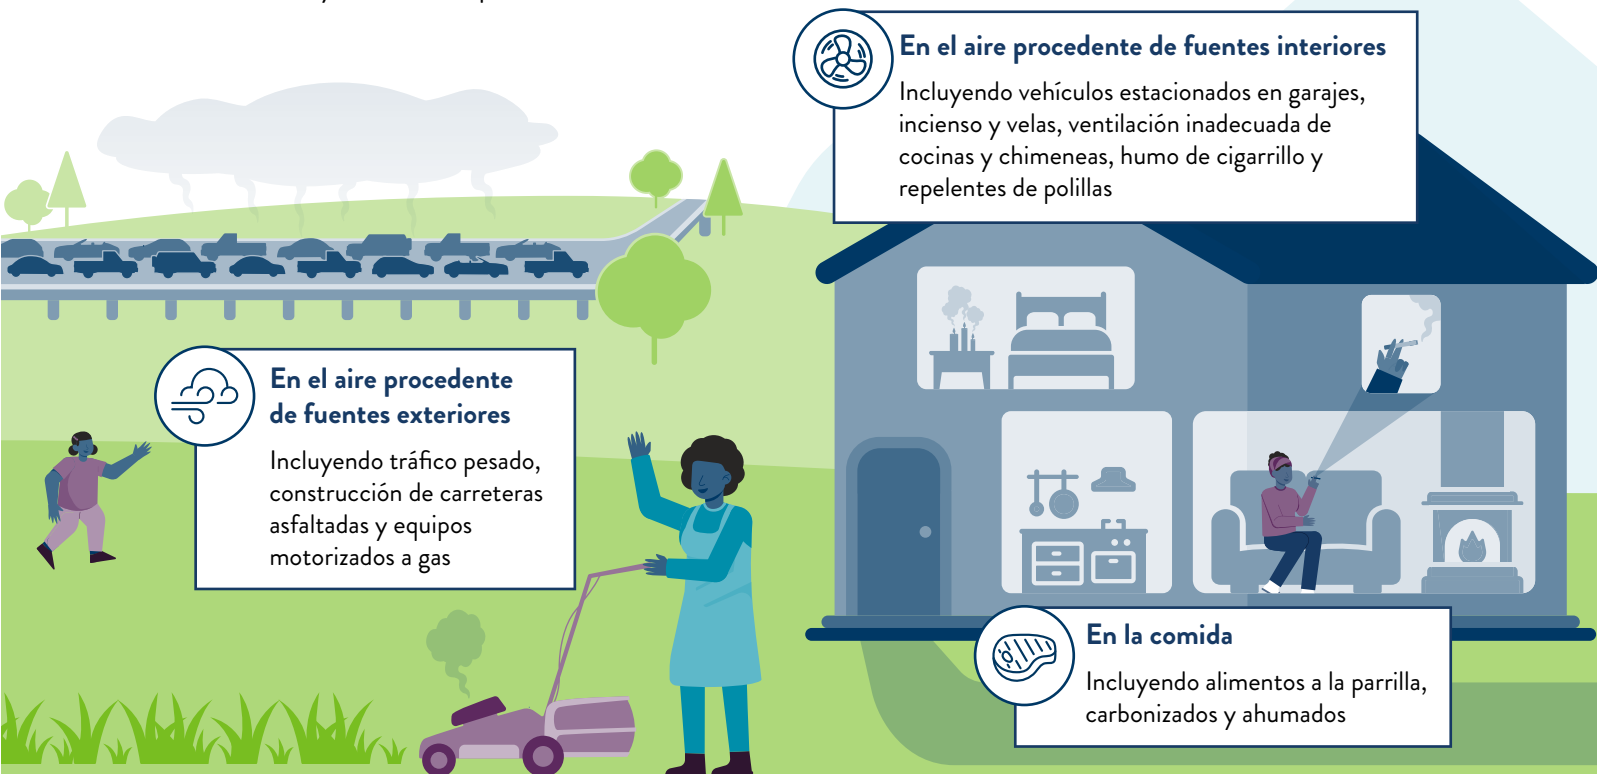 En el aire procedente de fuentes interiores
Incluyendo vehículos estacionados en garajes,
incienso y velas, ventilación inadecuada de
cocinas y chimeneas, humo de cigarrillo y
repelentes de polillas
En el aire procedente
de fuentes exteriores
Incluyendo tráfico pesado,
construcción de carreteras
asfaltadas y equipos
motorizados a gas
En la comida
Incluyendo alimentos a la parrilla,
carbonizados y ahumados